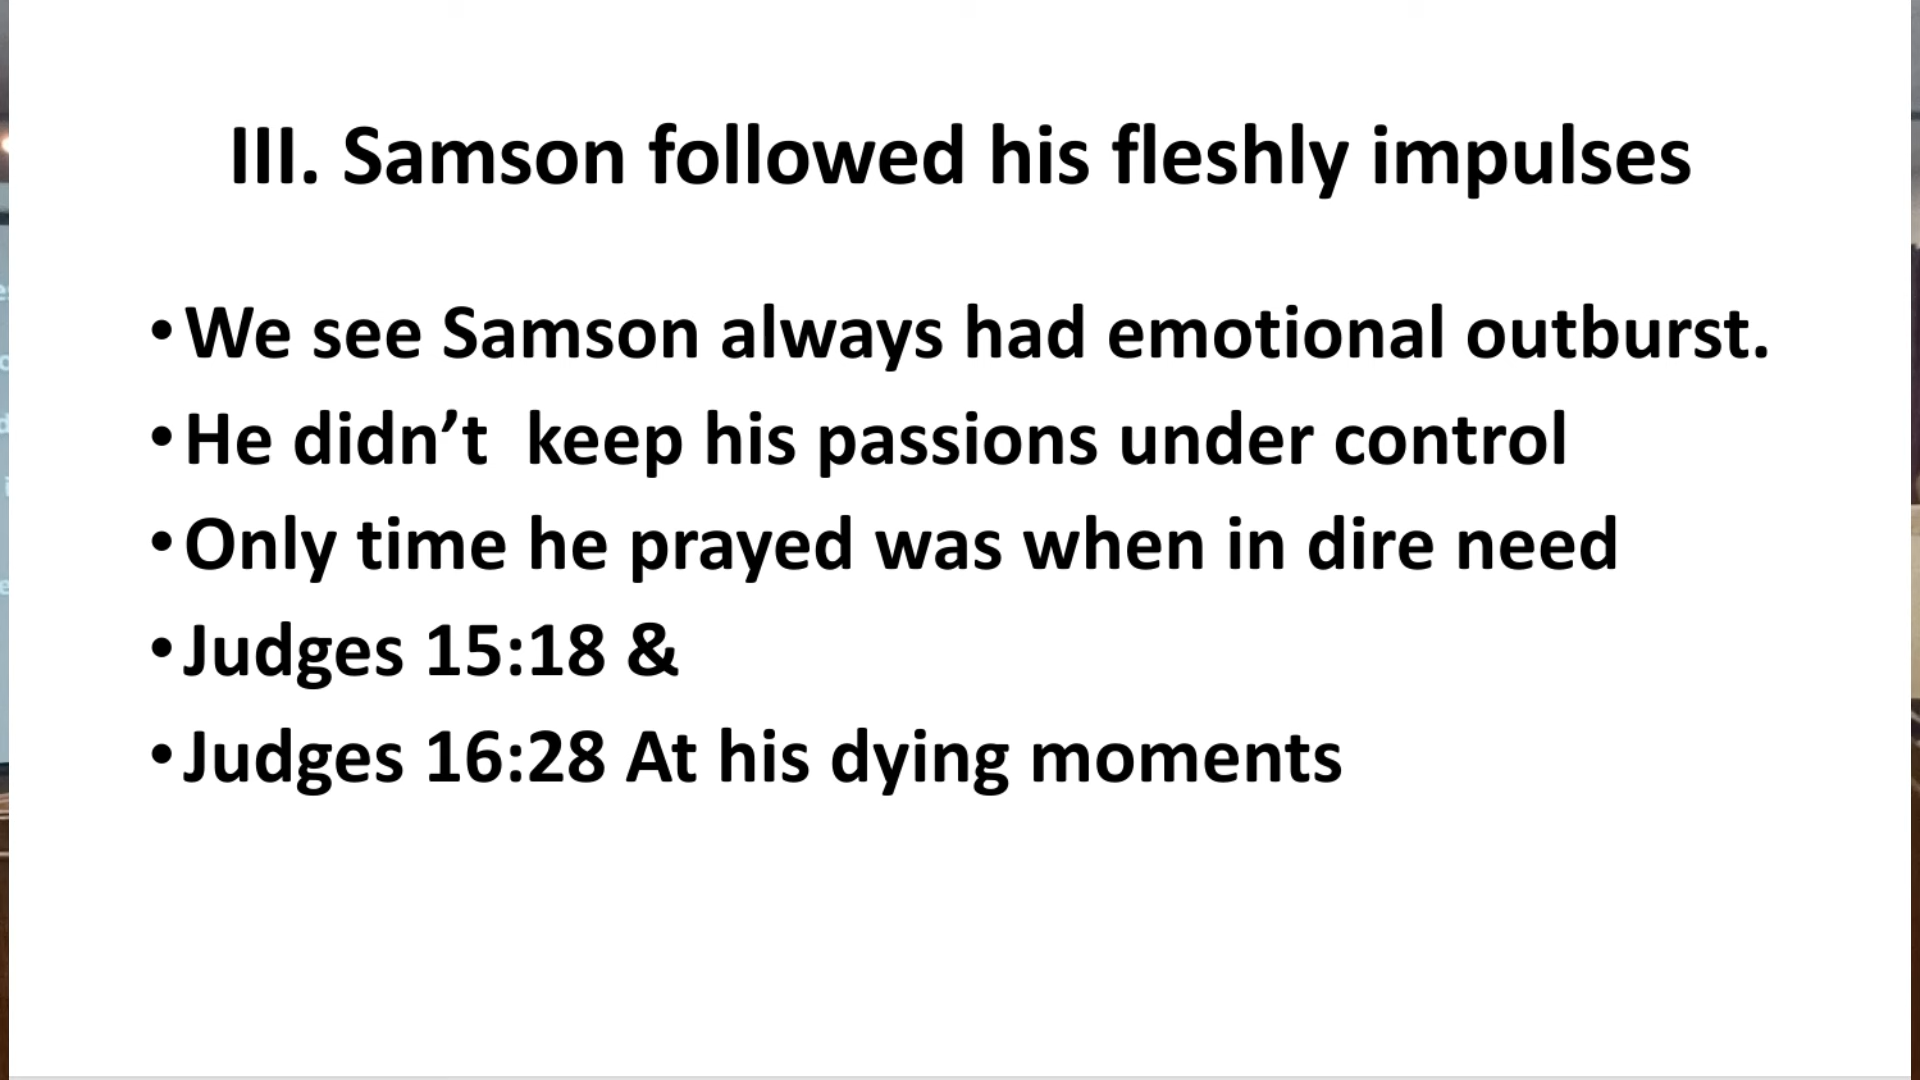 III. Samson followed his fleshly impulses
•We see Samson always had emotional outburst.
•He didn’t  keep his passions under control
•Only time he prayed was when in dire need
•Judges 15:18 &
•Judges 16:28 At his dying moments